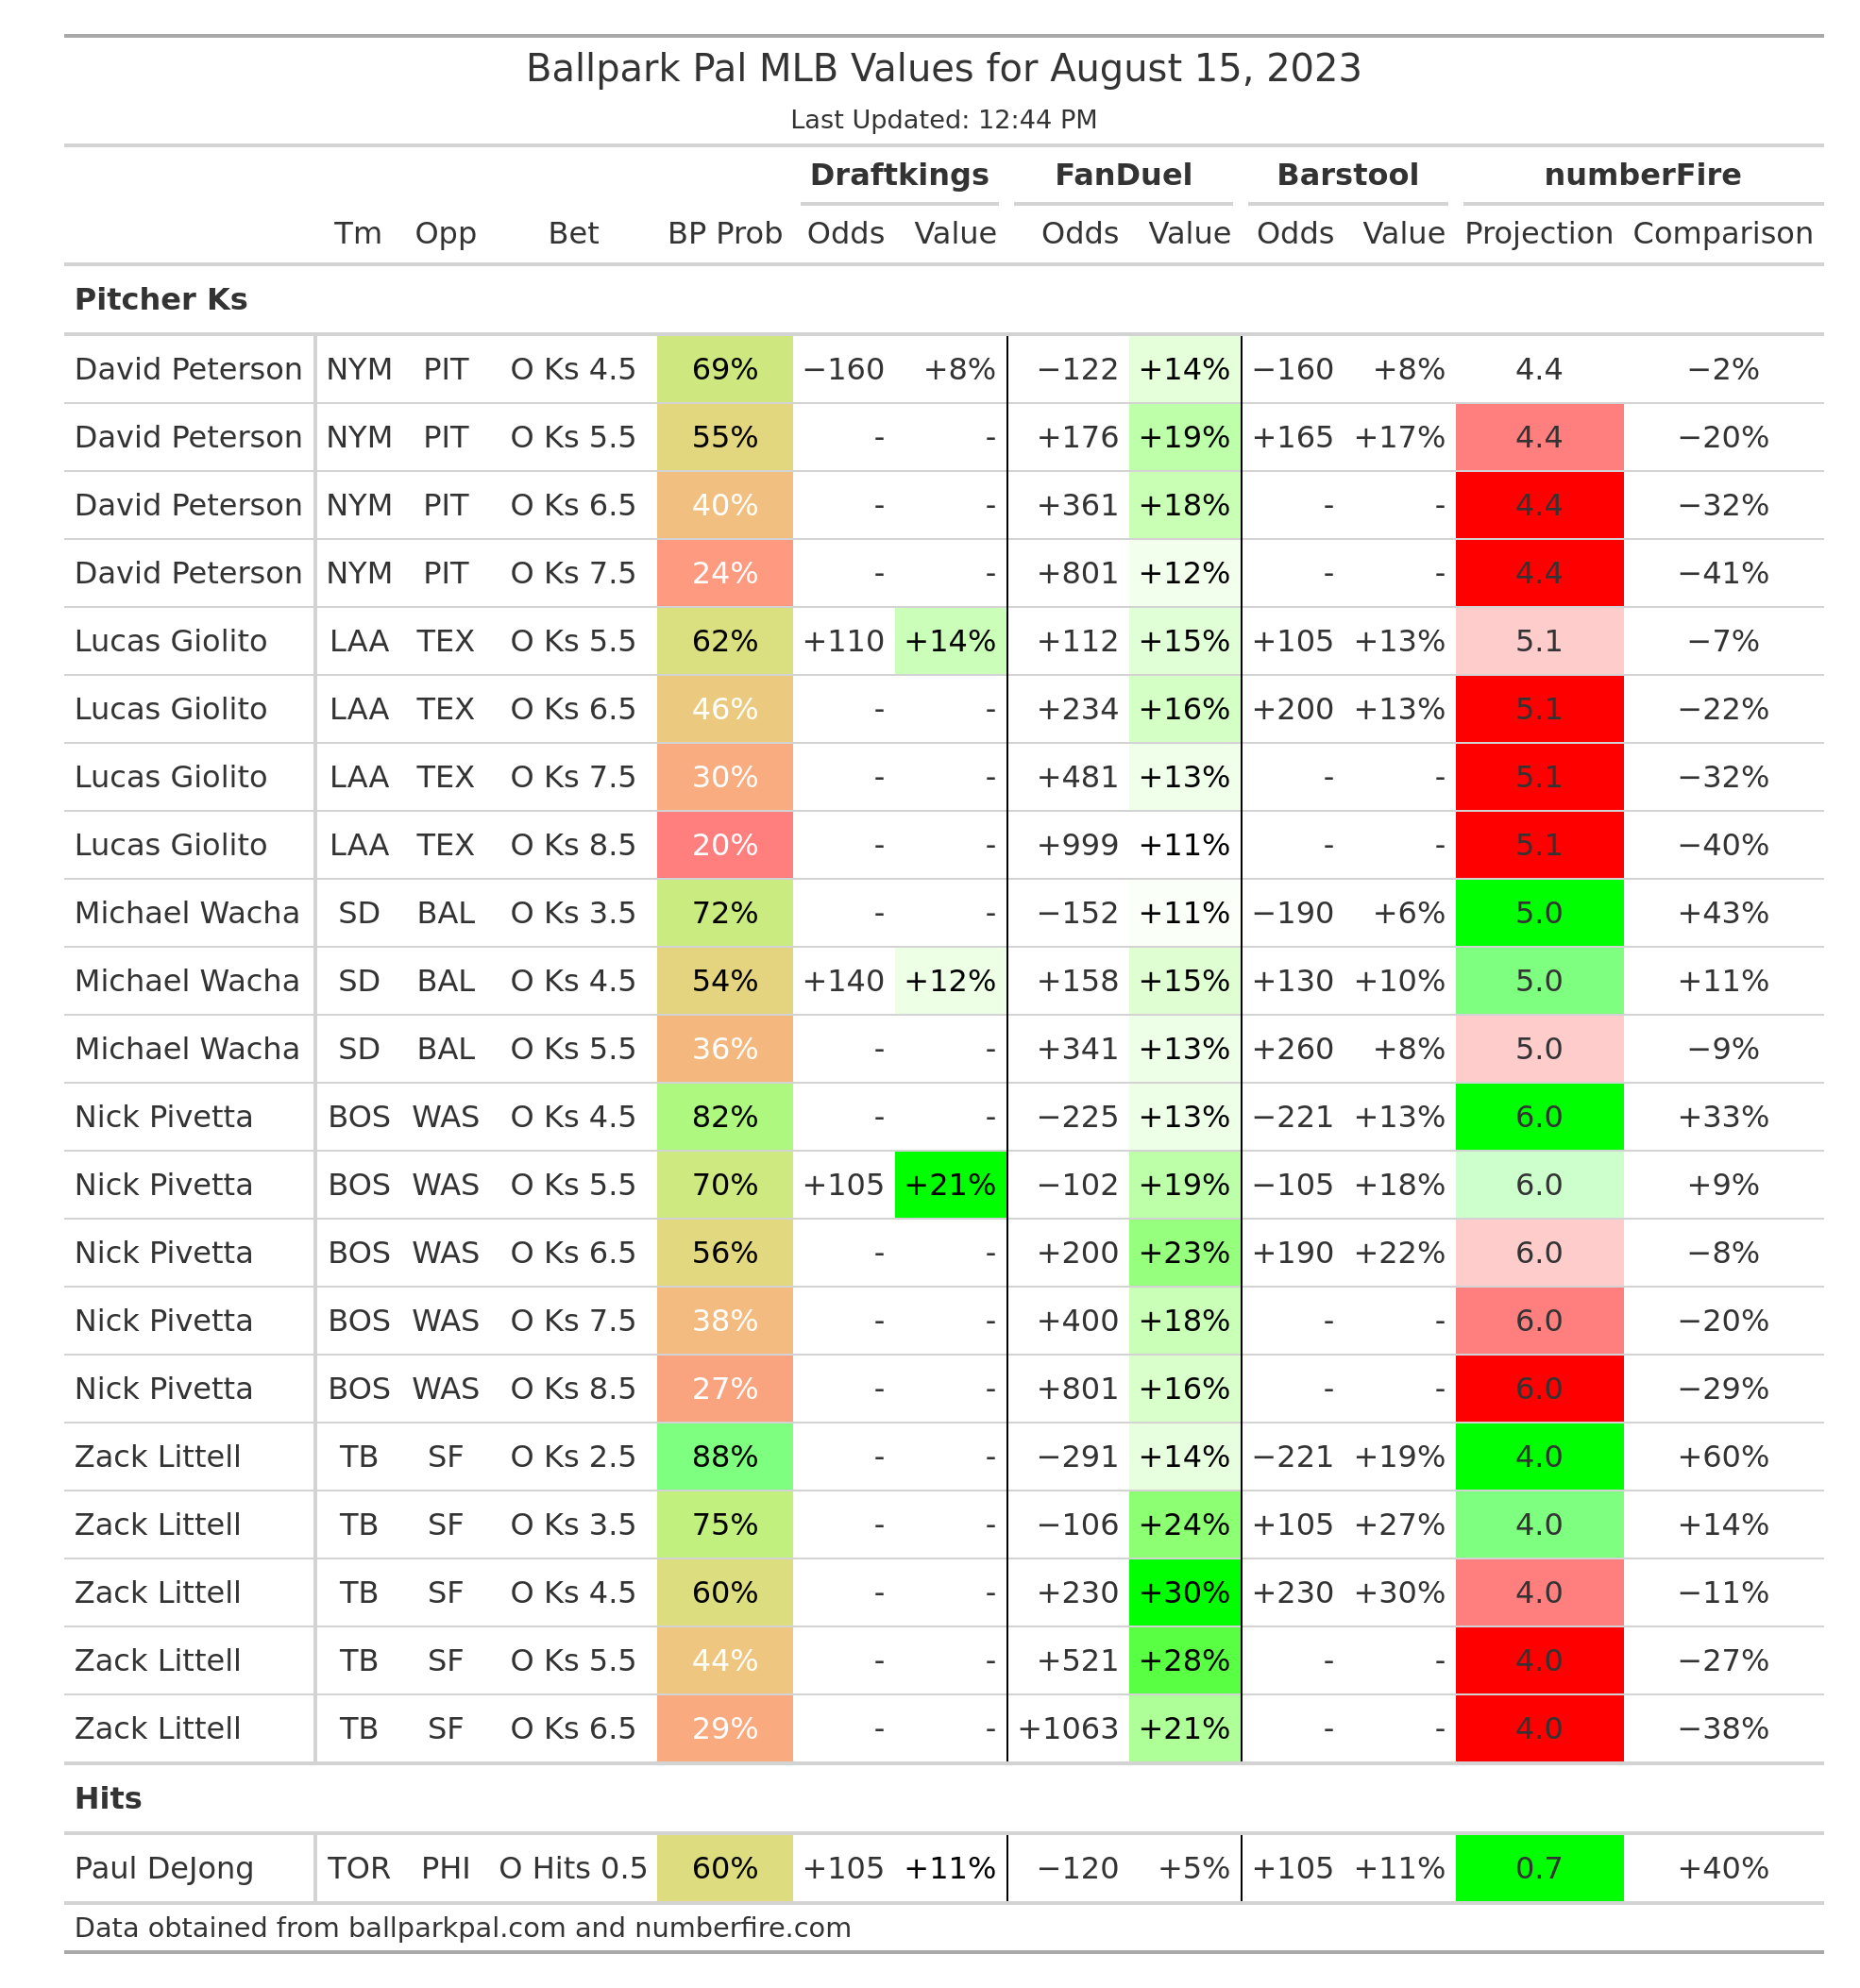 Ballpark Pal MLB Values for August 15, 2023
Last Updated: 12:44 PM
Draftkings FanDuel Barstool numberFire
Tm Opp Bet BP Prob Odds Value Odds Value Odds Value Projection Comparison
Pitcher Ks
David Peterson NYM PIT O Ks 4.5 69% −160 +8% −122 +14% −160 +8% 4.4 −2%
David Peterson NYM PIT O Ks 5.5 55% - - +176 +19% +165 +17% 4.4 −20%
David Peterson NYM PIT O Ks 6.5 40% - - +361 +18% - - 4.4 −32%
David Peterson NYM PIT O Ks 7.5 24% - - +801 +12% - - 4.4 −41%
Lucas Giolito LAA TEX O Ks 5.5 62% +110 +14% +112 +15% +105 +13% 5.1 −7%
Lucas Giolito LAA TEX O Ks 6.5 46% - - +234 +16% +200 +13% 5.1 −22%
Lucas Giolito LAA TEX O Ks 7.5 30% - - +481 +13% - - 5.1 −32%
Lucas Giolito LAA TEX O Ks 8.5 20% - - +999 +11% - - 5.1 −40%
Michael Wacha SD BAL O Ks 3.5 72% - - −152 +11% −190 +6% 5.0 +43%
Michael Wacha SD BAL O Ks 4.5 54% +140 +12% +158 +15% +130 +10% 5.0 +11%
Michael Wacha SD BAL O Ks 5.5 36% - - +341 +13% +260 +8% 5.0 −9%
Nick Pivetta BOS WAS O Ks 4.5 82% - - −225 +13% −221 +13% 6.0 +33%
Nick Pivetta BOS WAS O Ks 5.5 70% +105 +21% −102 +19% −105 +18% 6.0 +9%
Nick Pivetta BOS WAS O Ks 6.5 56% - - +200 +23% +190 +22% 6.0 −8%
Nick Pivetta BOS WAS O Ks 7.5 38% - - +400 +18% - - 6.0 −20%
Nick Pivetta BOS WAS O Ks 8.5 27% - - +801 +16% - - 6.0 −29%
Zack Littell TB SF O Ks 2.5 88% - - −291 +14% −221 +19% 4.0 +60%
Zack Littell TB SF O Ks 3.5 75% - - −106 +24% +105 +27% 4.0 +14%
Zack Littell TB SF O Ks 4.5 60% - - +230 +30% +230 +30% 4.0 −11%
Zack Littell TB SF O Ks 5.5 44% - - +521 +28% - - 4.0 −27%
Zack Littell TB SF O Ks 6.5 29% - - +1063 +21% - - 4.0 −38%
Hits
Paul DeJong TOR PHI O Hits 0.5 60% +105 +11% −120 +5% +105 +11% 0.7 +40%
Data obtained from ballparkpal.com and numberfire.com